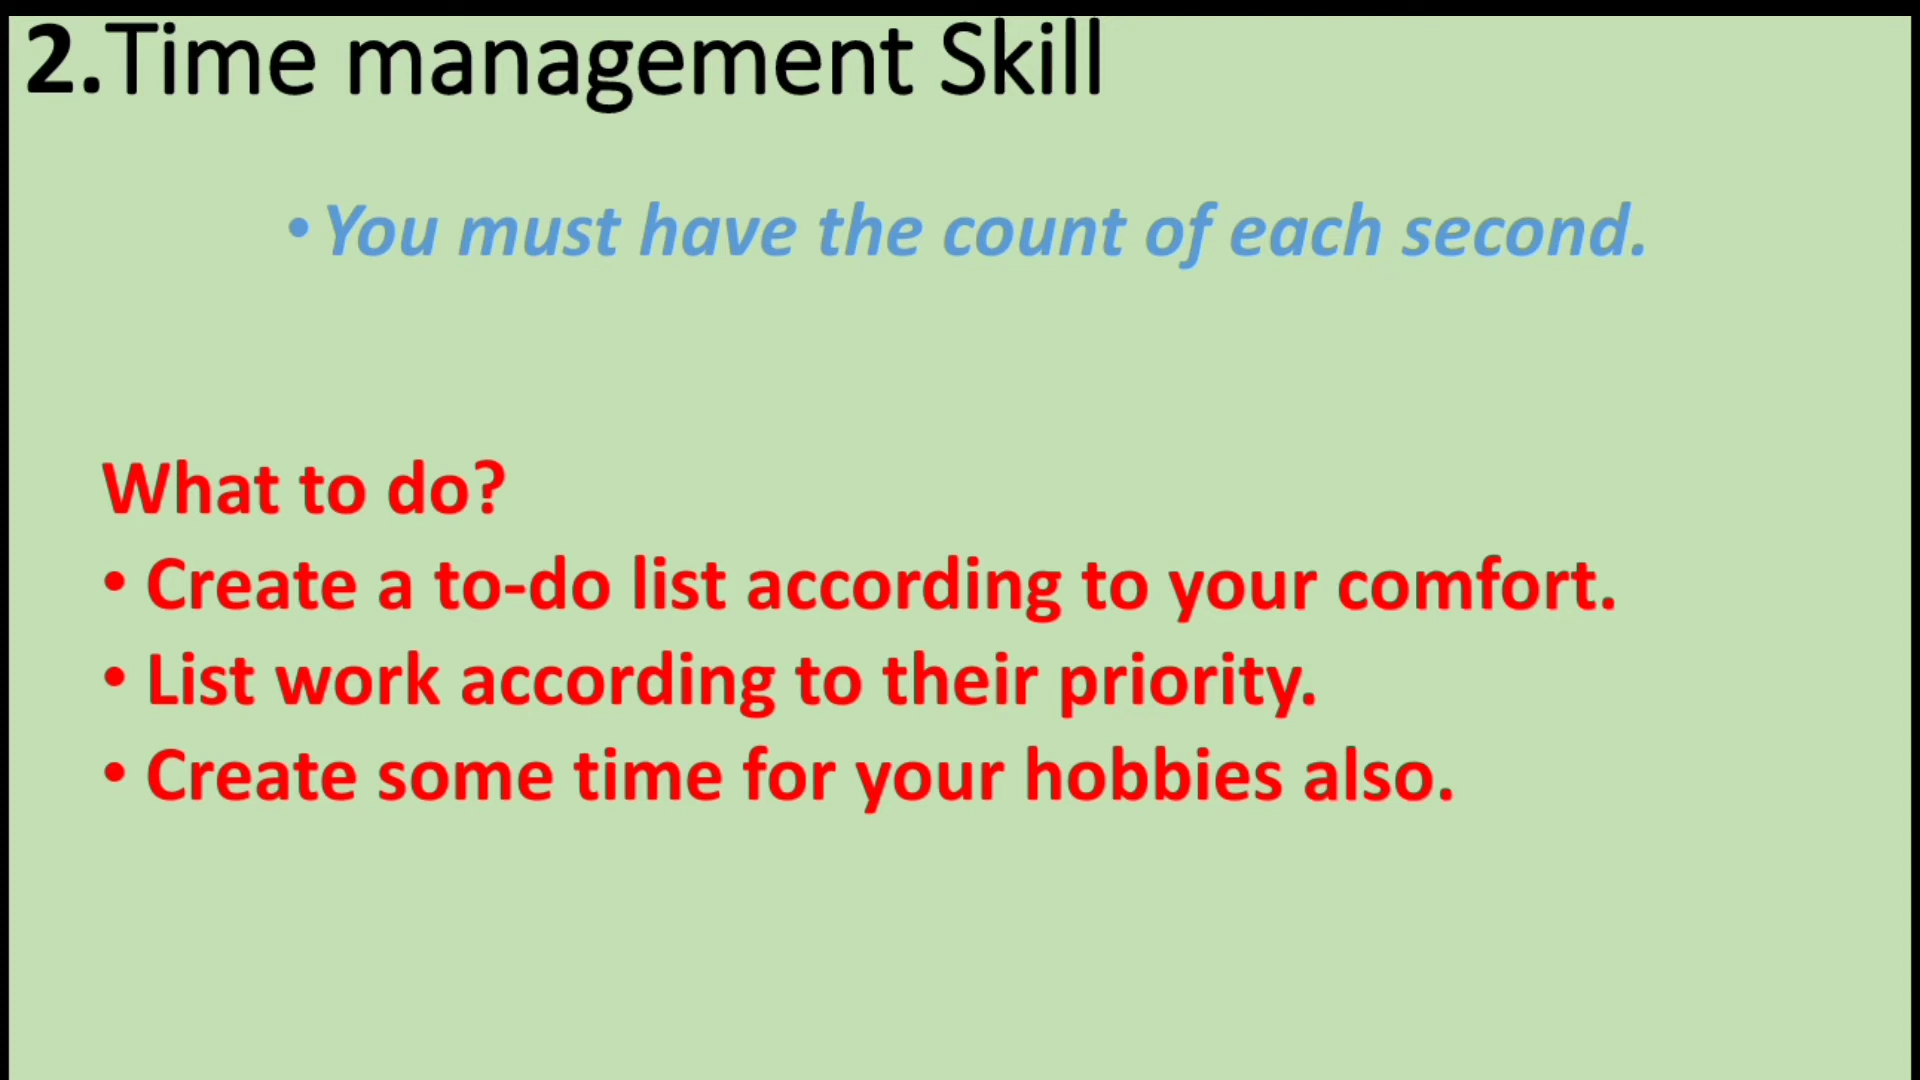 2.Time management Skill
• You must have the count of each second.
What to do?
• Create a to-do list according to your comfort.
• List work according to their priority.
• Create some time for your hobbies also.